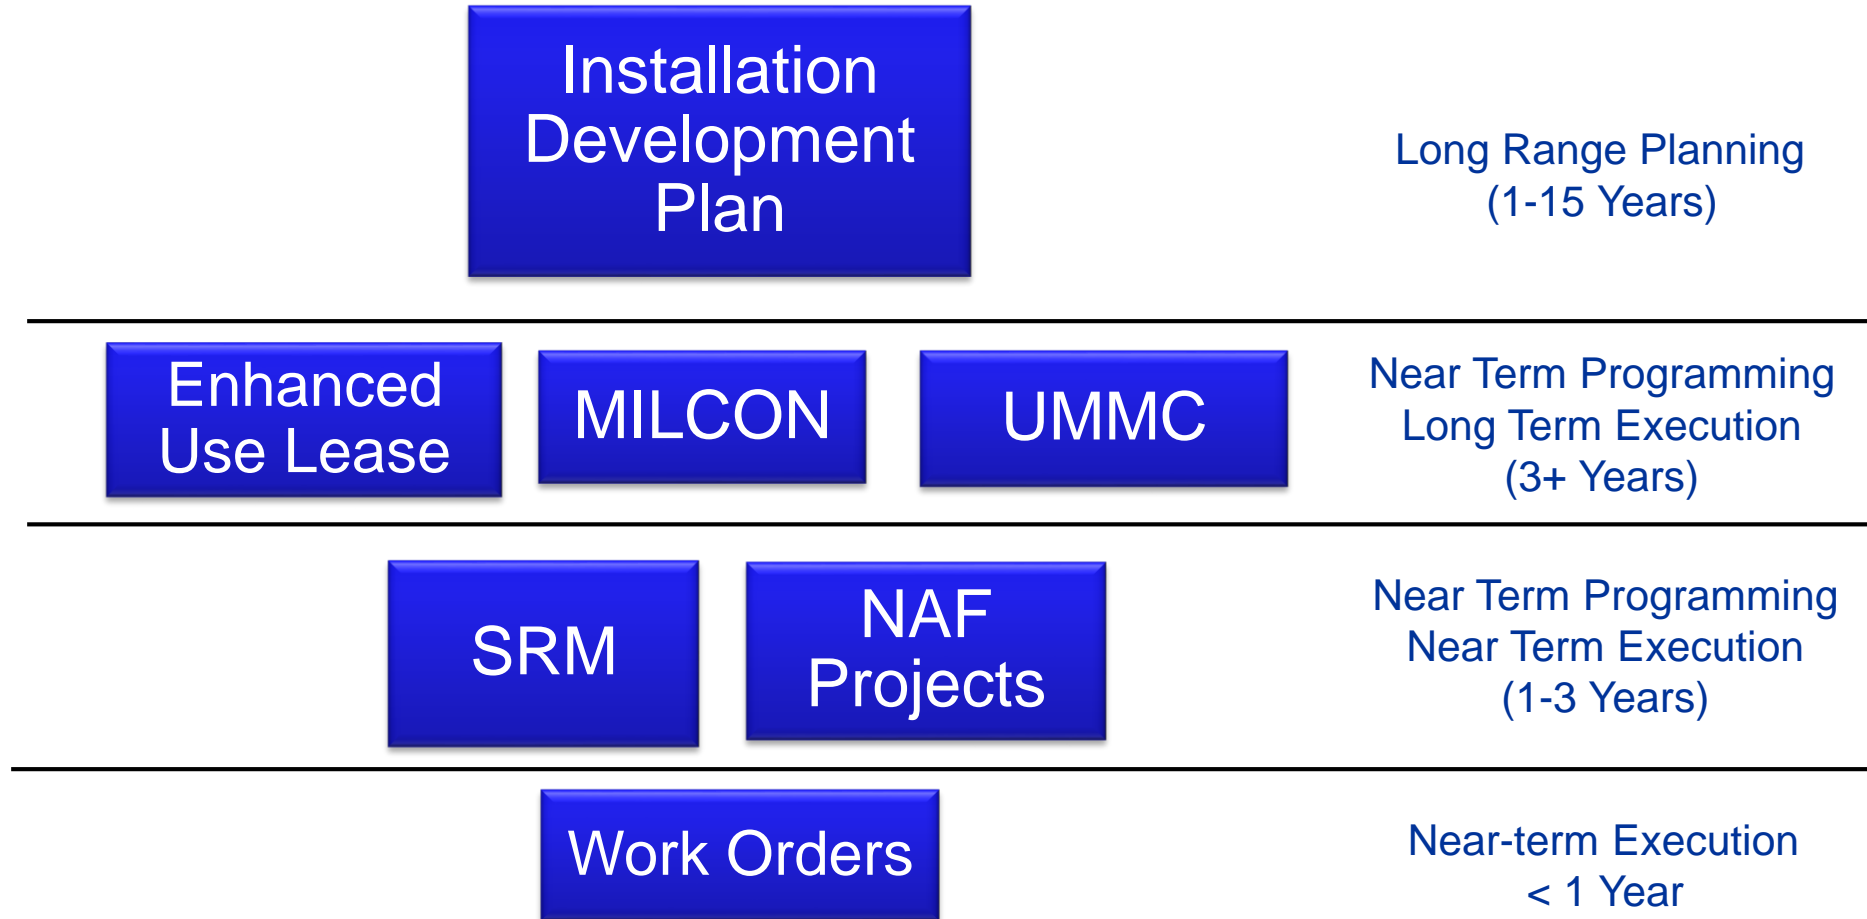 Installation
Development
Plan
Long Range Planning
(1-15 Years)
Enhanced
Use Lease
MILCON
UMMC
Near Term Programming
Long Term Execution
(3+ Years)
SRM
NAF
Projects
Near Term Programming
Near Term Execution
(1-3 Years)
Work Orders
Near-term Execution
< 1 Year